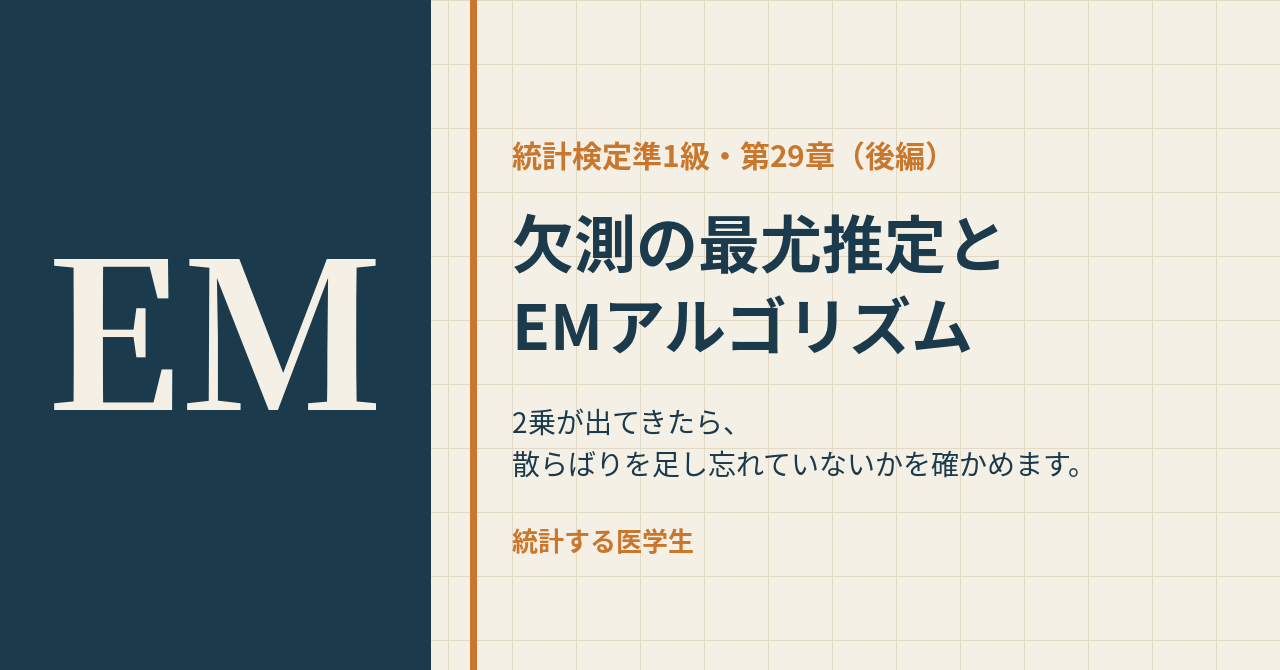 EM
統計検定準1級・第29章（後編）
欠測の最尤推定と
EMアルゴリズム
2乗が出てきたら、
散らばりを足し忘れていないかを確かめます。
統計する医学生